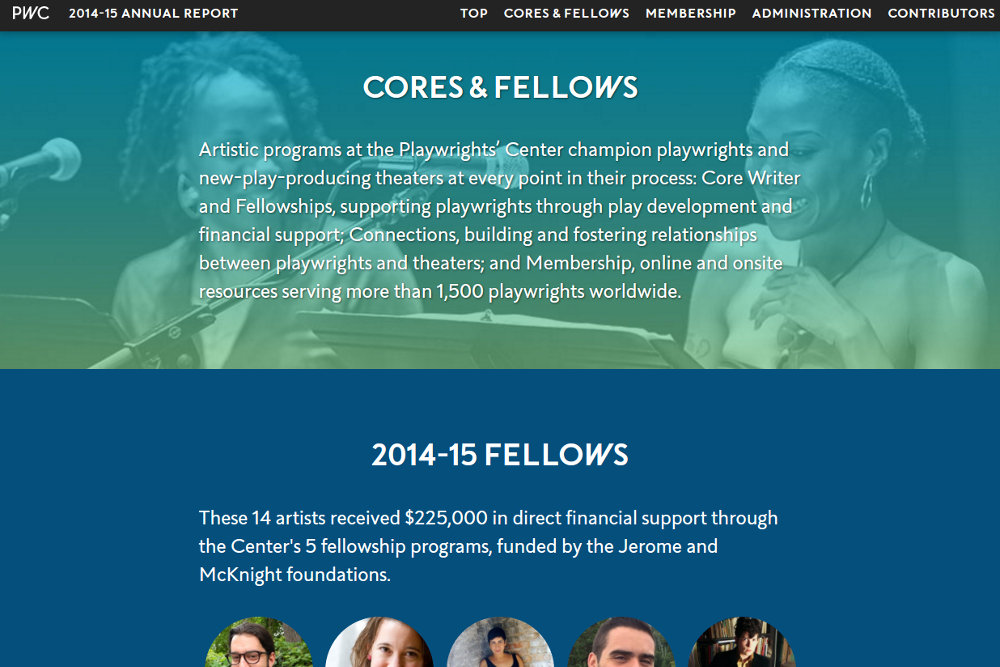 PWC 2014-15 ANNUAL REPORT TOP CORES & FELLOWS MEMBERSHIP ADMINISTRATION CONTRIBUTORS
CORES & FELLOWS
Artistic programs at the Playwrights’ Center champion playwrights and
new-play-producing theaters at every point in their process: Core Writer
and Fellowships, supporting playwrights through play development and
financial support; Connections, building and fostering relationships
between playwrights and theaters; and Membership, online and onsite
resources serving more than 1,500 playwrights worldwide.
2014-15 FELLOWS
These 14 artists received $225,000 in direct financial support through
the Center's 5 fellowship programs, funded by the Jerome and
McKnight foundations.